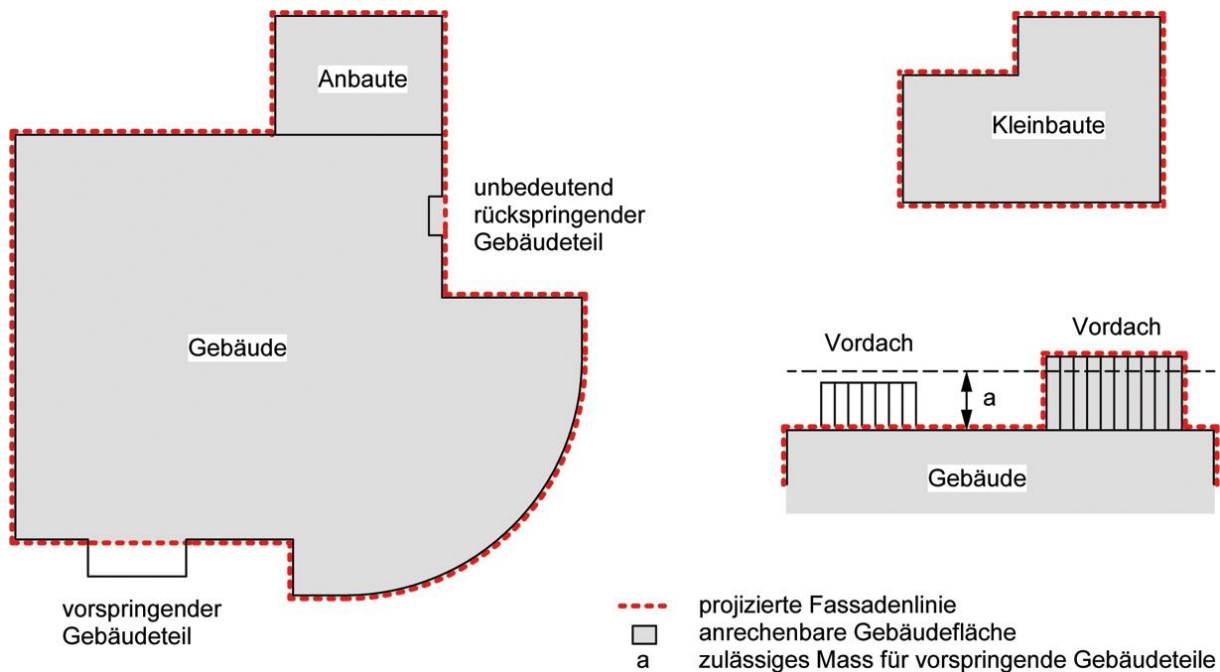 Anbaute
unbedeutend
rückspringender
Gebäudeteil
Gebäude
vorspringender
Gebäudeteil
Kleinbaute
Vordach
Vordach
a
Gebäude
projizierte Fassadenlinie
anrechenbare Gebäudefläche
a zulässiges Mass für vorspringende Gebäudeteile